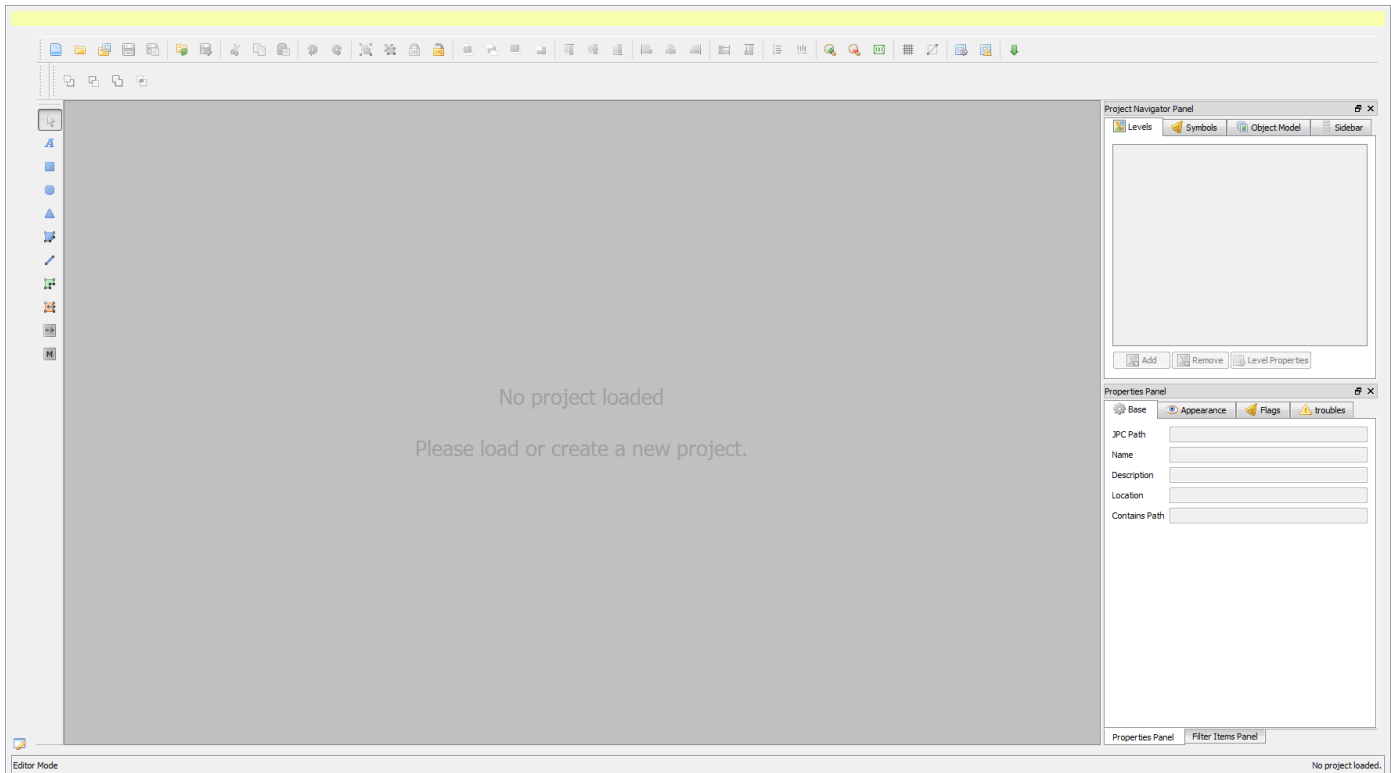 Project Navigator Panel
Levels Symbols Object Model Sidebar
A
M
Add Remove Level Properties
No project loaded
Please load or create a new project.
Properties Panel
Base Appearance Flags troubles
JPC Path
Name
Description
Location
Contains Path
Properties Panel Filter Items Panel
Editor Mode No project loaded.